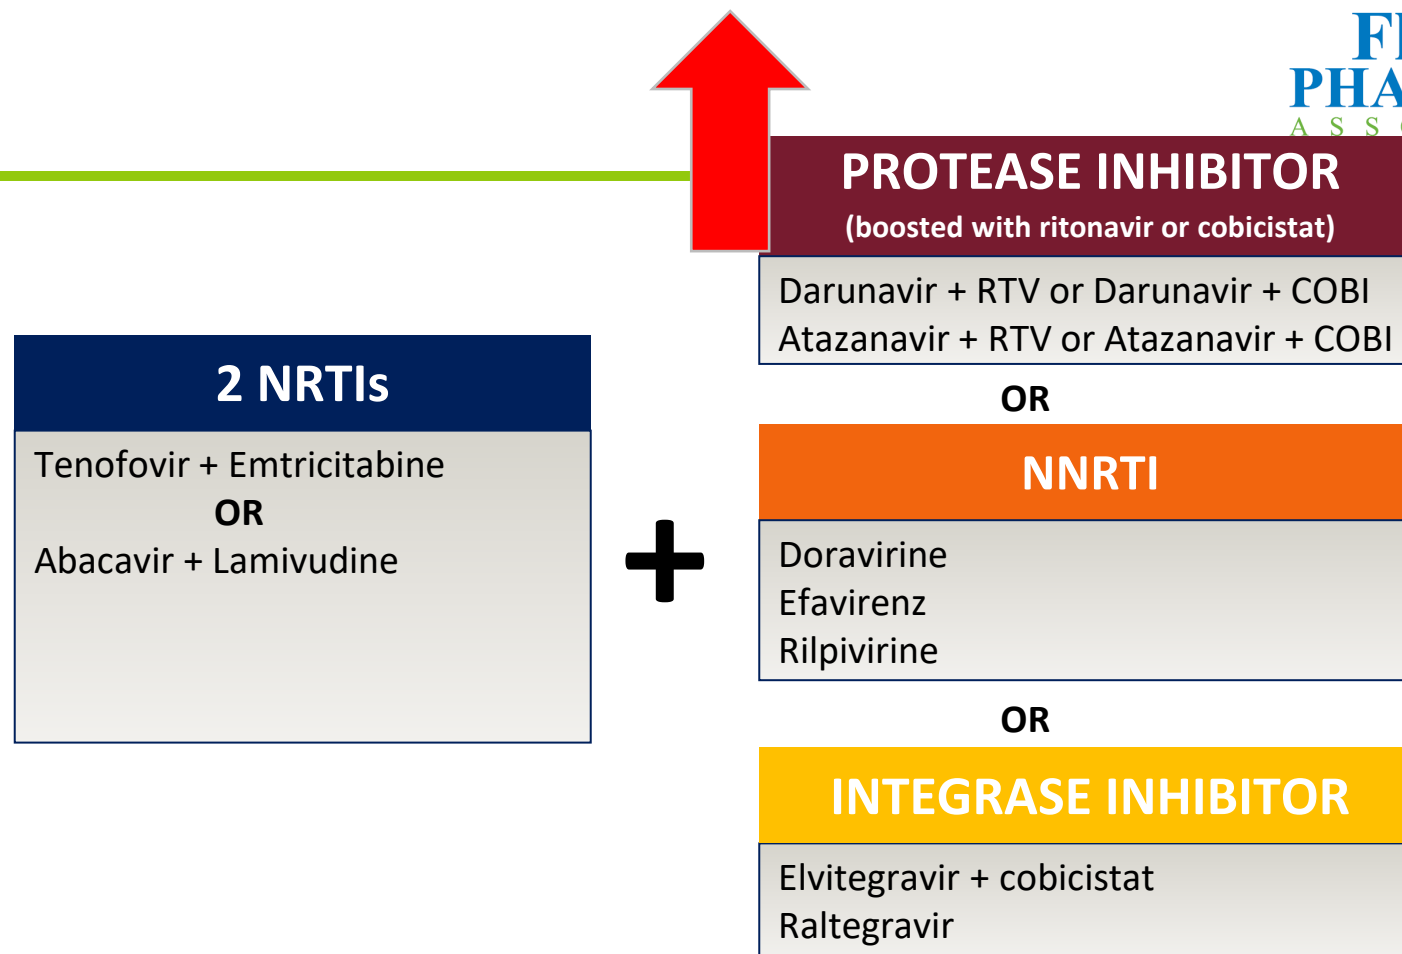 PROTEASE INHIBITOR
(boosted with ritonavir or cobicistat)
Darunavir + RTV or Darunavir + COBI
Atazanavir + RTV or Atazanavir + COBI
2 NRTIs
Tenofovir + Emtricitabine
OR
Abacavir + Lamivudine
+
OR
NNRTI
Doravirine
Efavirenz
Rilpivirine
OR
INTEGRASE INHIBITOR
Elvitegravir + cobicistat
Raltegravir